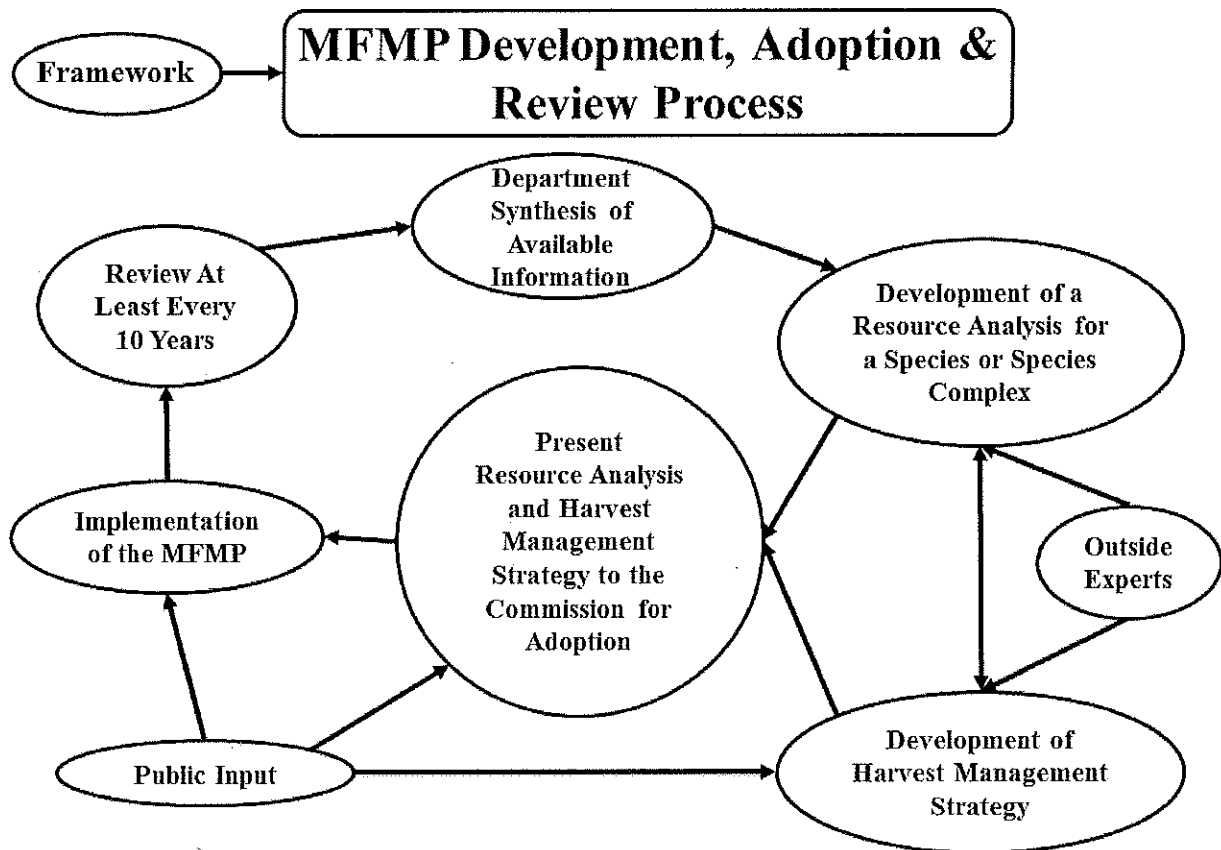 Framework
MFMP Development, Adoption &
Review Process
Department
Synthesis of
Available
Information
Review At
Least Every
10 Years
Development of a
Resource Analysis for
a Species or Species
Complex
Present
Resource Analysis
and Harvest
Management
Strategy to the
Commission for
Adoption
Implementation
of the MFMP
Outside
Experts
Public Input
Development of
Harvest Management
Strategy